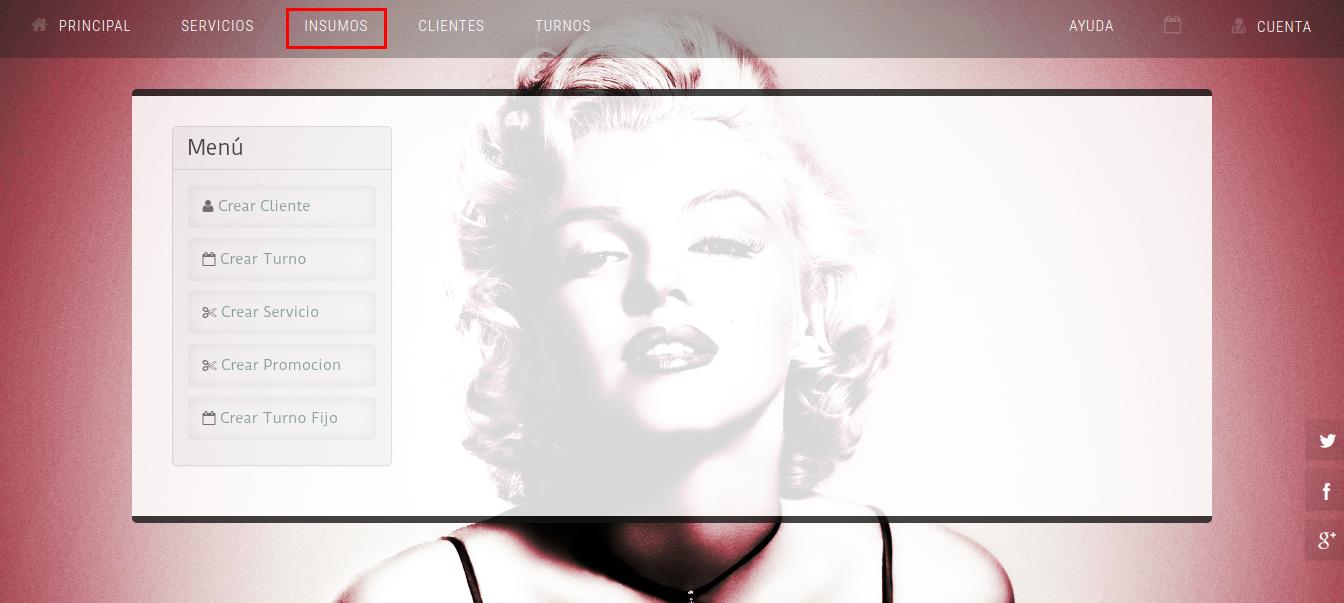 PRINCIPAL SERVICIOS INSUMOS CLIENTES TURNOS AYUDA CUENTA
Menú
Crear Cliente
Crear Turno
Crear Servicio
Crear Promocion
Crear Turno Fijo